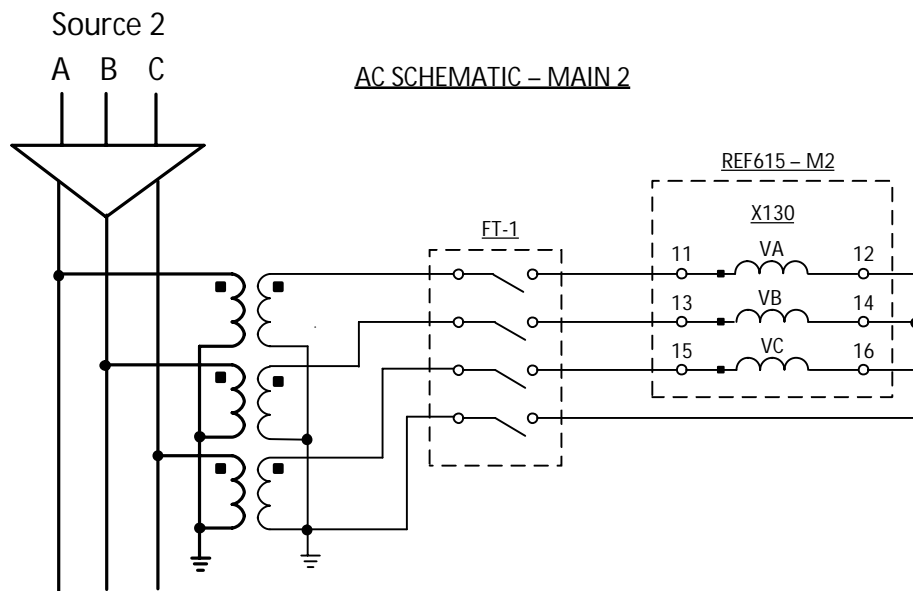 Source 2
A B C
AC SCHEMATIC – MAIN 2
REF615 – M2
X130
FT-1
11 VA 12
13 VB 14
15 VC 16